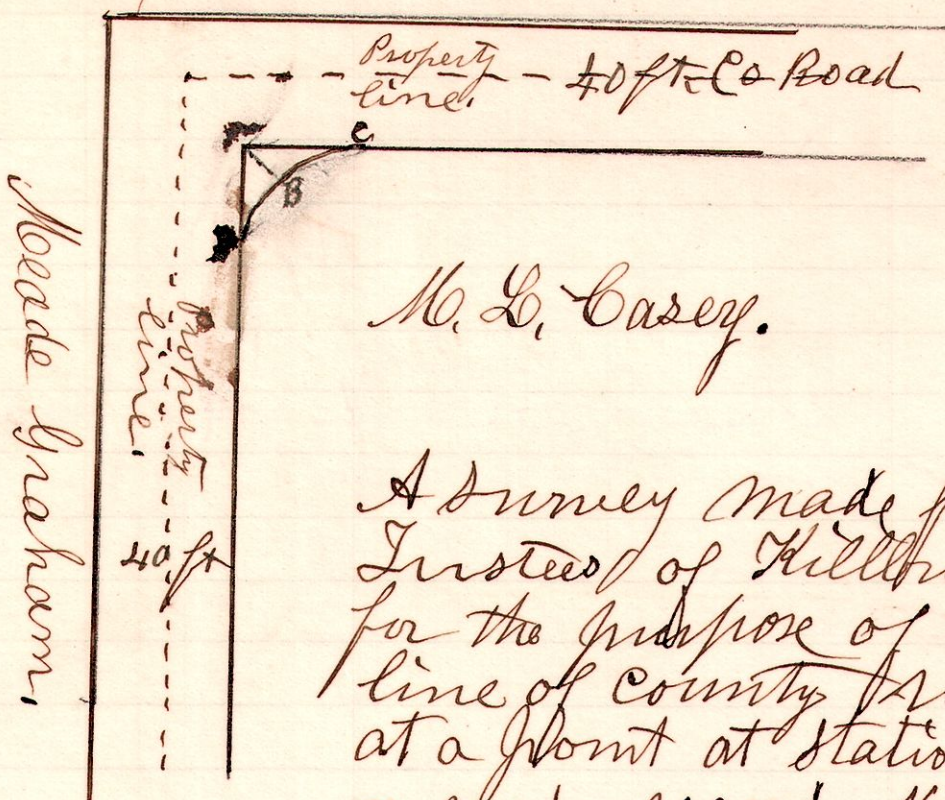 Property
line.
40 ft Co Road
C
B
M. L. Casey.
Meade Graham.
Property
line.
40 ft
A survey made
Trustees of
for the purpose of
line of county
at a point at